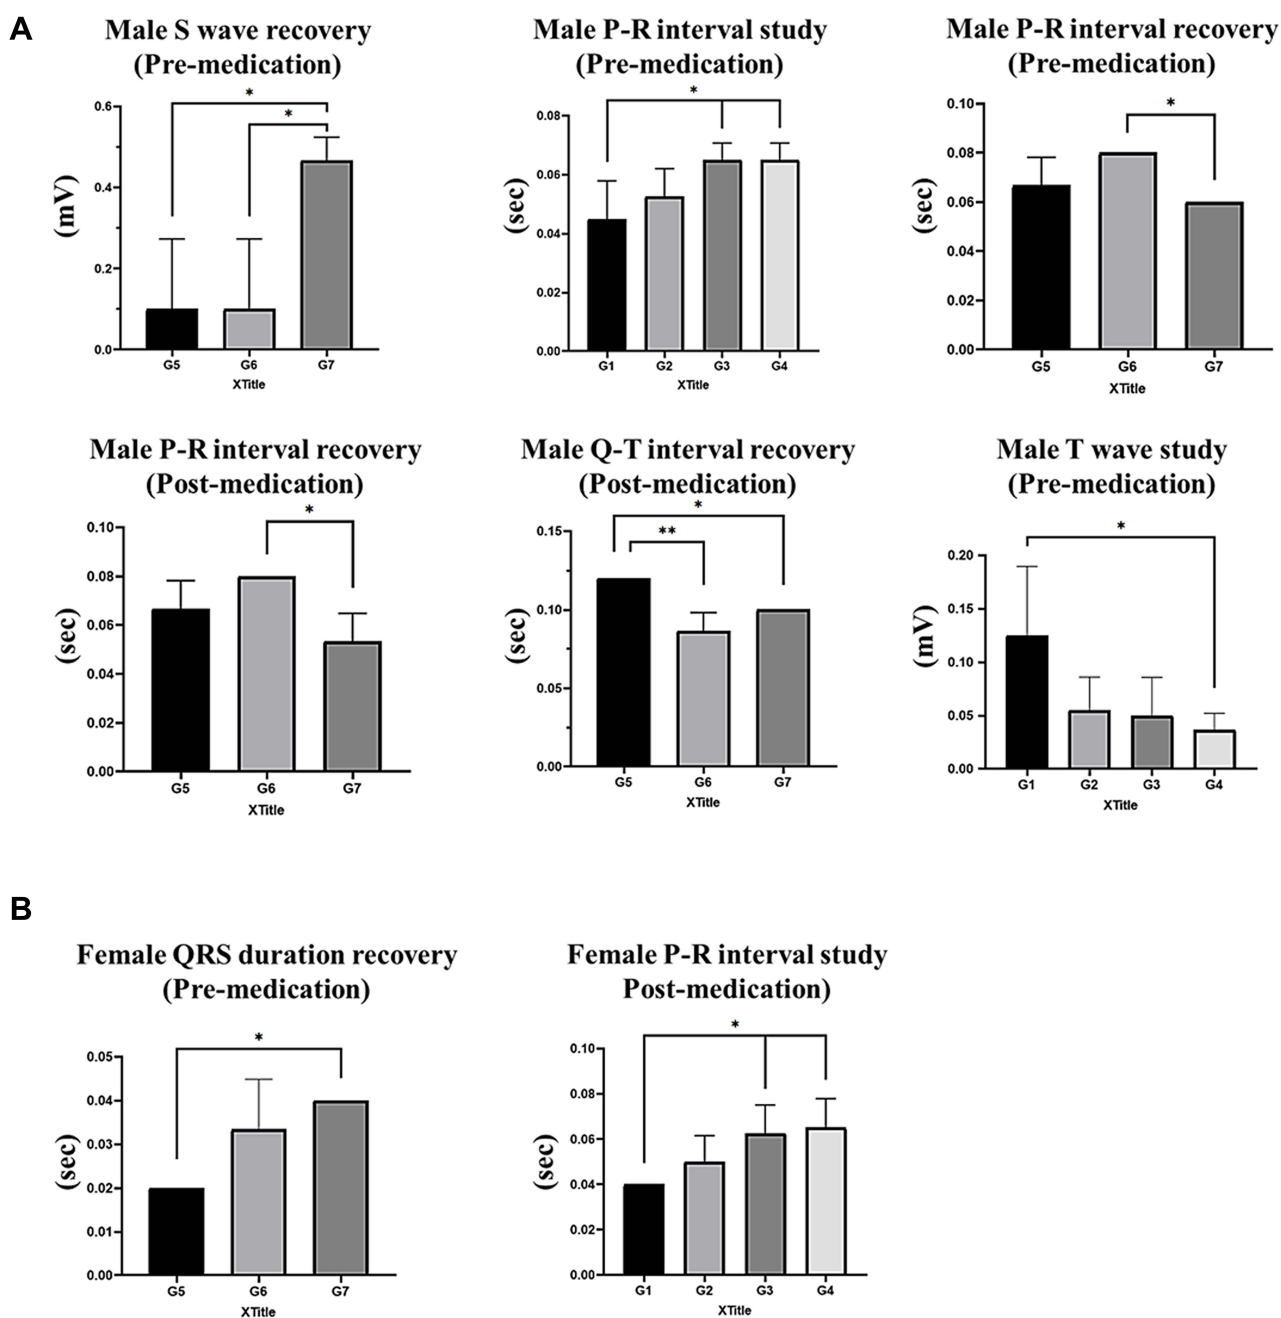 A
Male S wave recovery
(Pre-medication)
*
*
0.6
0.4
0.2
0.0
(mV)
G5 G6 G7
XTitle
Male P-R interval study
(Pre-medication)
*
0.08
0.06
0.04
0.02
0.00
(sec)
G1 G2 G3 G4
XTitle
Male P-R interval recovery
(Pre-medication)
*
0.10
0.08
0.06
0.04
0.02
0.00
(sec)
G5 G6 G7
XTitle
Male P-R interval recovery
(Post-medication)
*
0.10
0.08
0.06
0.04
0.02
0.00
(sec)
G5 G6 G7
XTitle
Male Q-T interval recovery
(Post-medication)
*
**
0.15
0.10
0.05
0.00
(sec)
G5 G6 G7
XTitle
Male T wave study
(Pre-medication)
*
0.20
0.15
0.10
0.05
0.00
(mV)
G1 G2 G3 G4
XTitle
B
Female QRS duration recovery
(Pre-medication)
*
0.05
0.04
0.03
0.02
0.01
0.00
(sec)
G5 G6 G7
XTitle
Female P-R interval study
Post-medication)
*
0.10
0.08
0.06
0.04
0.02
0.00
(sec)
G1 G2 G3 G4
XTitle